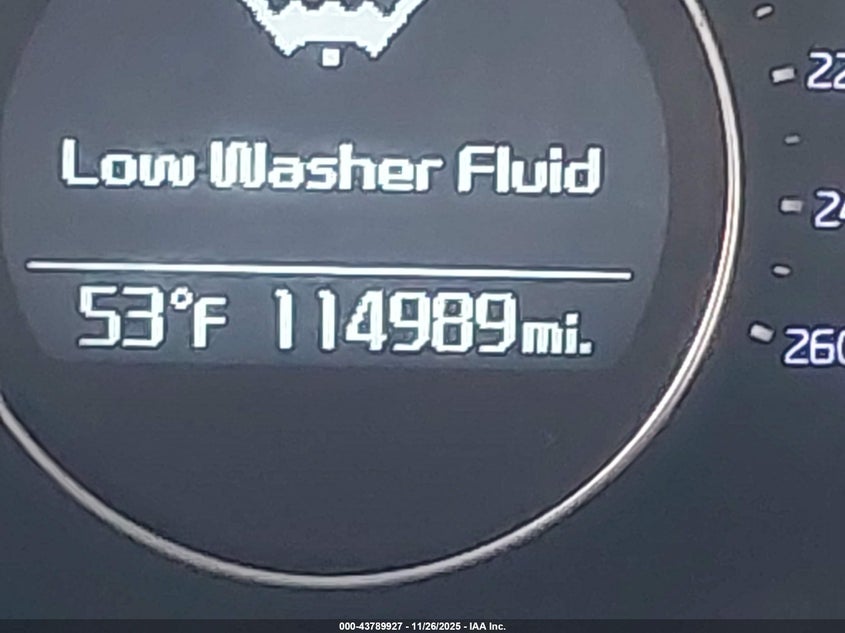 22
24
Low Washer Fluid
53°F 114989mi.
260
000-43789927 - 11/26/2025 - IAA Inc.